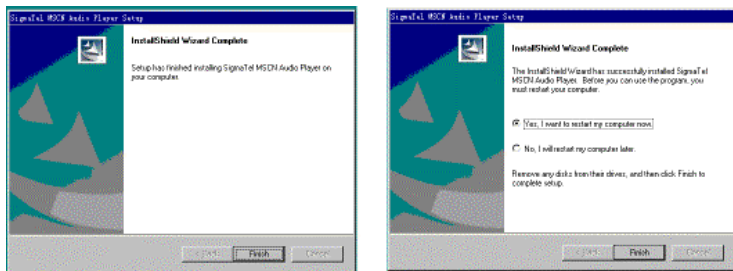 SigmaTel MSCN Audio Player Setup
InstallShield Wizard Complete
Setup has finished installing SigmaTel MSCN Audio Player on
your computer.
< Back
Finish
Cancel
SigmaTel MSCN Audio Player Setup
InstallShield Wizard Complete
The InstallShield Wizard has successfully installed SigmaTel
MSCN Audio Player. Before you can use the program, you
must restart your computer.
Yes, I want to restart my computer now.
No, I will restart my computer later.
Remove any disks from their drives, and then click Finish to
complete setup.
< Back
Finish
Cancel